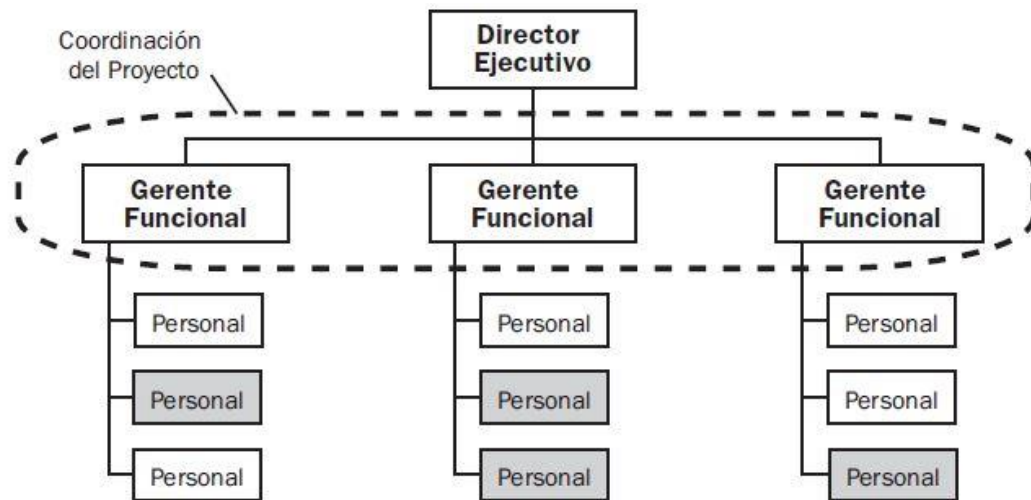 Coordinación
del Proyecto
Director
Ejecutivo
Gerente
Funcional
Gerente
Funcional
Gerente
Funcional
Personal
Personal
Personal
Personal
Personal
Personal
Personal
Personal
Personal